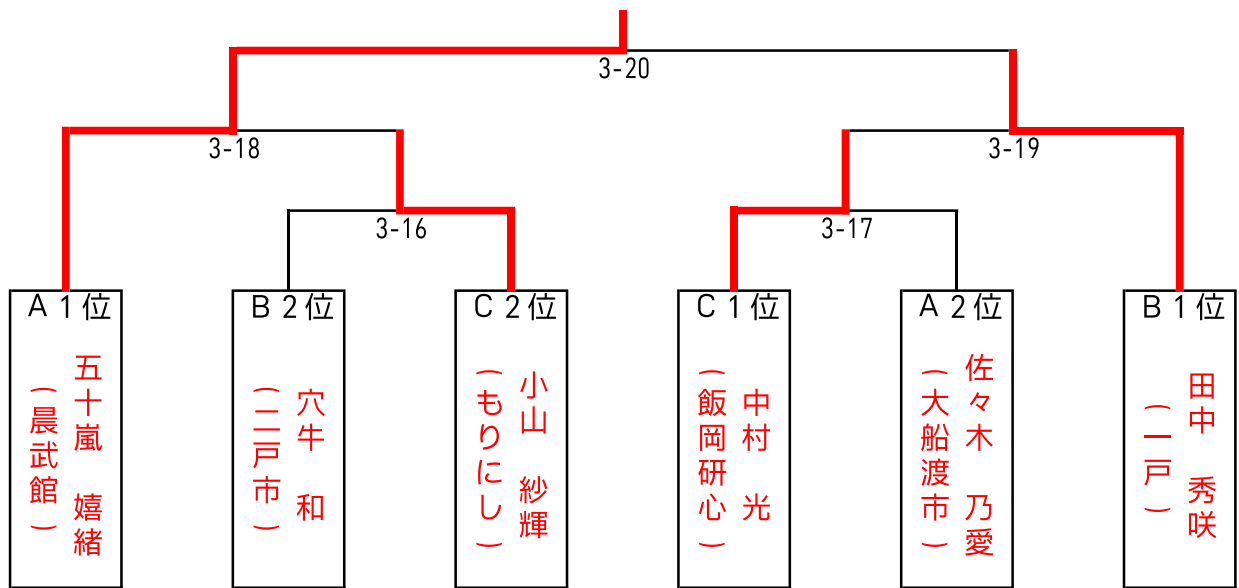 3-20
3-18
3-19
3-16
3-17
A 1 位
五十嵐 嬉緒
(晨武館)
B 2 位
穴牛 和
(二戸市)
C 2 位
小山 紗輝
(もりにし)
C 1 位
中村 光
(飯岡研心)
A 2 位
佐々木 乃愛
(大船渡市)
B 1 位
田中 秀咲
(一戸)